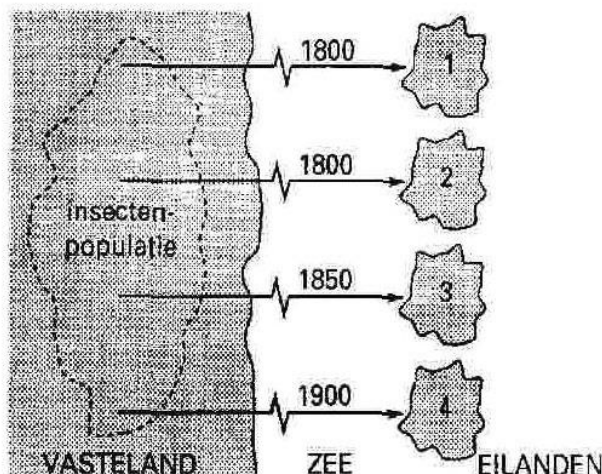 1800
1
1800
2
insecten-
populatie
1850
3
1900
4
VASTELAND ZEE EILANDEN